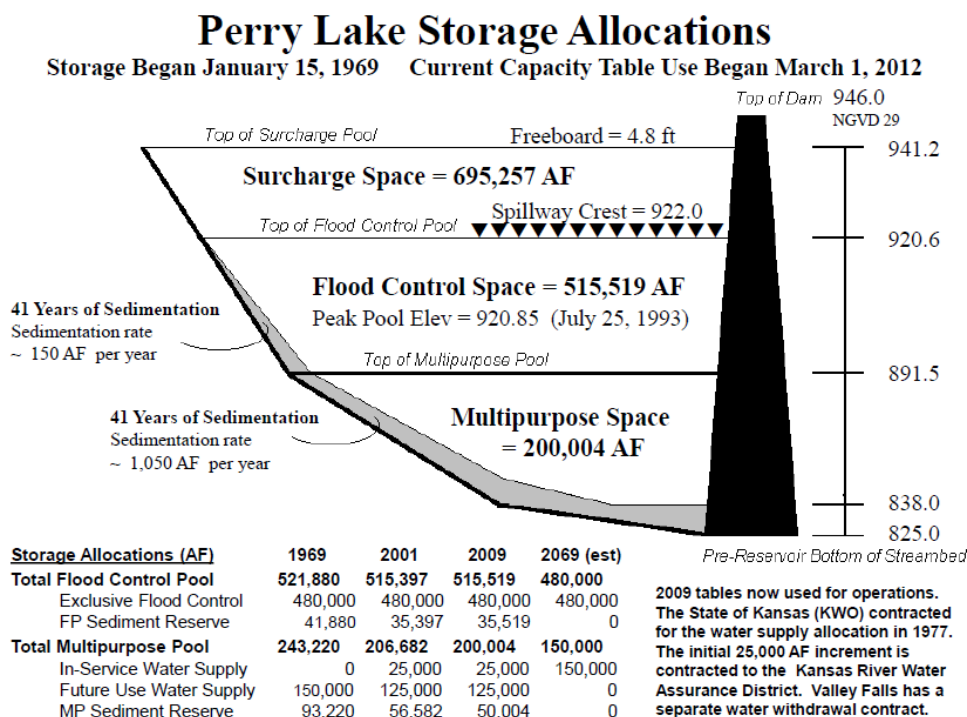 Perry Lake Storage Allocations
Storage Began January 15, 1969 Current Capacity Table Use Began March 1, 2012
Top of Dam 946.0
NGVD 29
Top of Surcharge Pool Freeboard = 4.8 ft
941.2
Surcharge Space = 695,257 AF
Spillway Crest = 922.0
Top of Flood Control Pool
920.6
Flood Control Space = 515,519 AF
Peak Pool Elev = 920.85 (July 25, 1993)
41 Years of Sedimentation
Sedimentation rate
~ 150 AF per year
Top of Multipurpose Pool
891.5
41 Years of Sedimentation
Sedimentation rate
~ 1,050 AF per year
Multipurpose Space
= 200,004 AF
838.0
825.0
Pre-Reservoir Bottom of Streambed
Storage Allocations (AF) 1969 2001 2009 2069 (est)
Total Flood Control Pool 521,880 515,397 515,519 480,000
Exclusive Flood Control 480,000 480,000 480,000 480,000
FP Sediment Reserve 41,880 35,397 35,519 0
Total Multipurpose Pool 243,220 206,682 200,004 150,000
In-Service Water Supply 0 25,000 25,000 150,000
Future Use Water Supply 150,000 125,000 125,000 0
MP Sediment Reserve 93,220 56,582 50,004 0
2009 tables now used for operations.
The State of Kansas (KWO) contracted
for the water supply allocation in 1977.
The initial 25,000 AF increment is
contracted to the Kansas River Water
Assurance District. Valley Falls has a
separate water withdrawal contract.